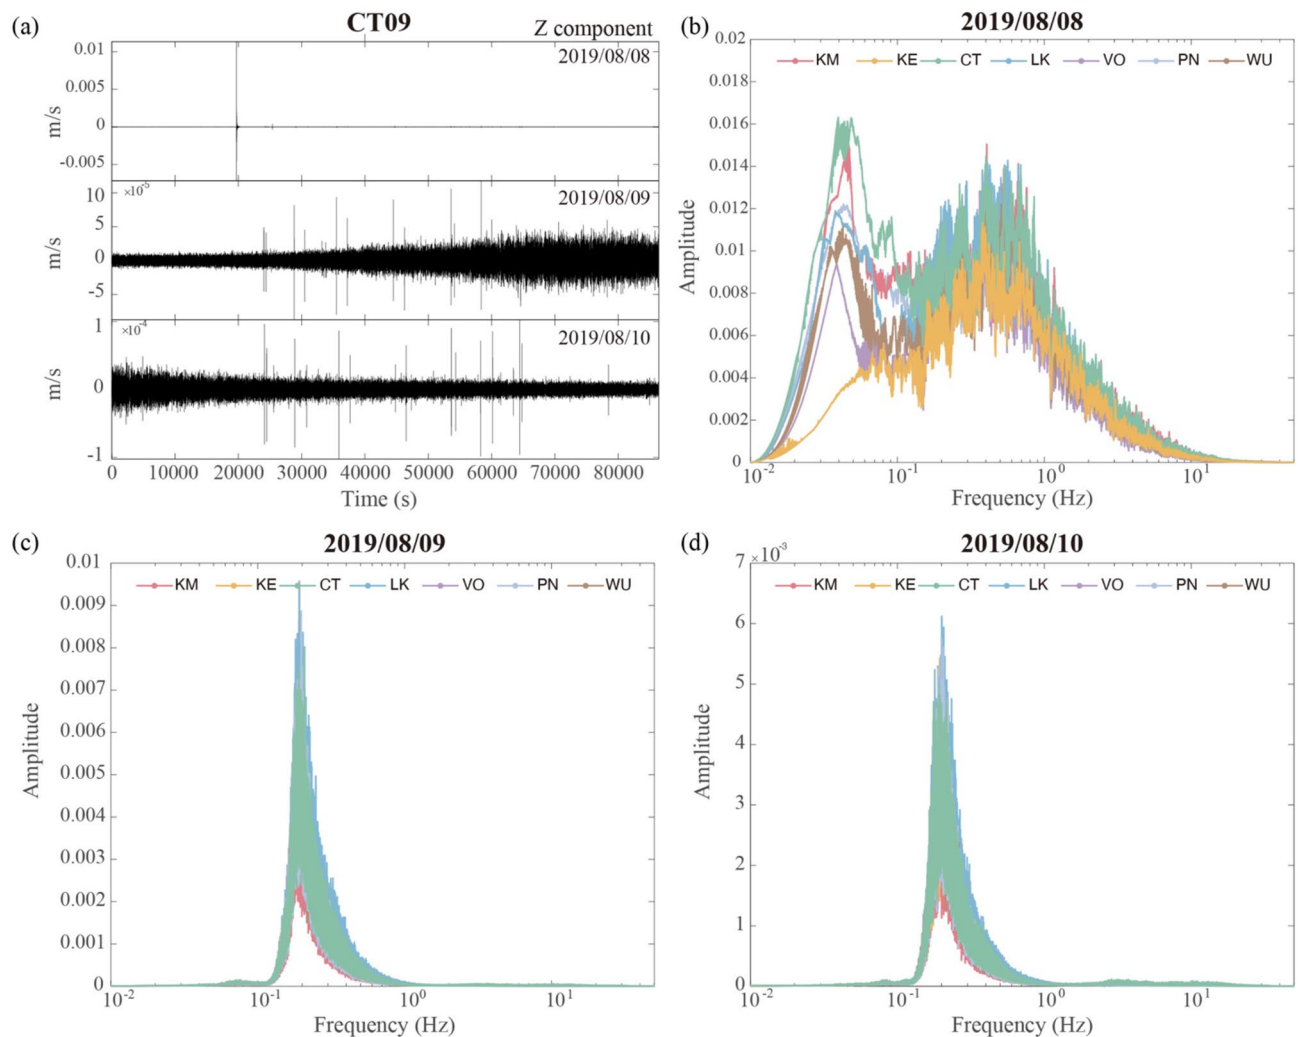 (a) CT09 Z component
2019/08/08
0.01
0.005
0
-0.005
m/s
×10⁻⁵
2019/08/09
10
5
0
-5
m/s
×10⁻⁴
2019/08/10
1
0
-1
m/s
0 10000 20000 30000 40000 50000 60000 70000 80000
Time (s)
(b) 2019/08/08
KM KE CT LK VO PN WU
0.02
0.018
0.016
0.014
0.012
0.01
0.008
0.006
0.004
0.002
0
Amplitude
10⁻² 10⁻¹ 10⁰ 10¹
Frequency (Hz)
(c) 2019/08/09
KM KE CT LK VO PN WU
0.01
0.009
0.008
0.007
0.006
0.005
0.004
0.003
0.002
0.001
0
Amplitude
10⁻² 10⁻¹ 10⁰ 10¹
Frequency (Hz)
(d) 2019/08/10
×10⁻³
KM KE CT LK VO PN WU
7
6
5
4
3
2
1
0
Amplitude
10⁻² 10⁻¹ 10⁰ 10¹
Frequency (Hz)